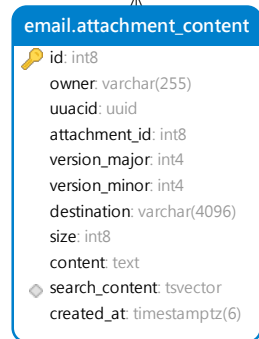 email.attachment_content
id: int8
owner: varchar(255)
uuacid: uuid
attachment_id: int8
version_major: int4
version_minor: int4
destination: varchar(4096)
size: int8
content: text
search_content: tsvector
created_at: timestamptz(6)